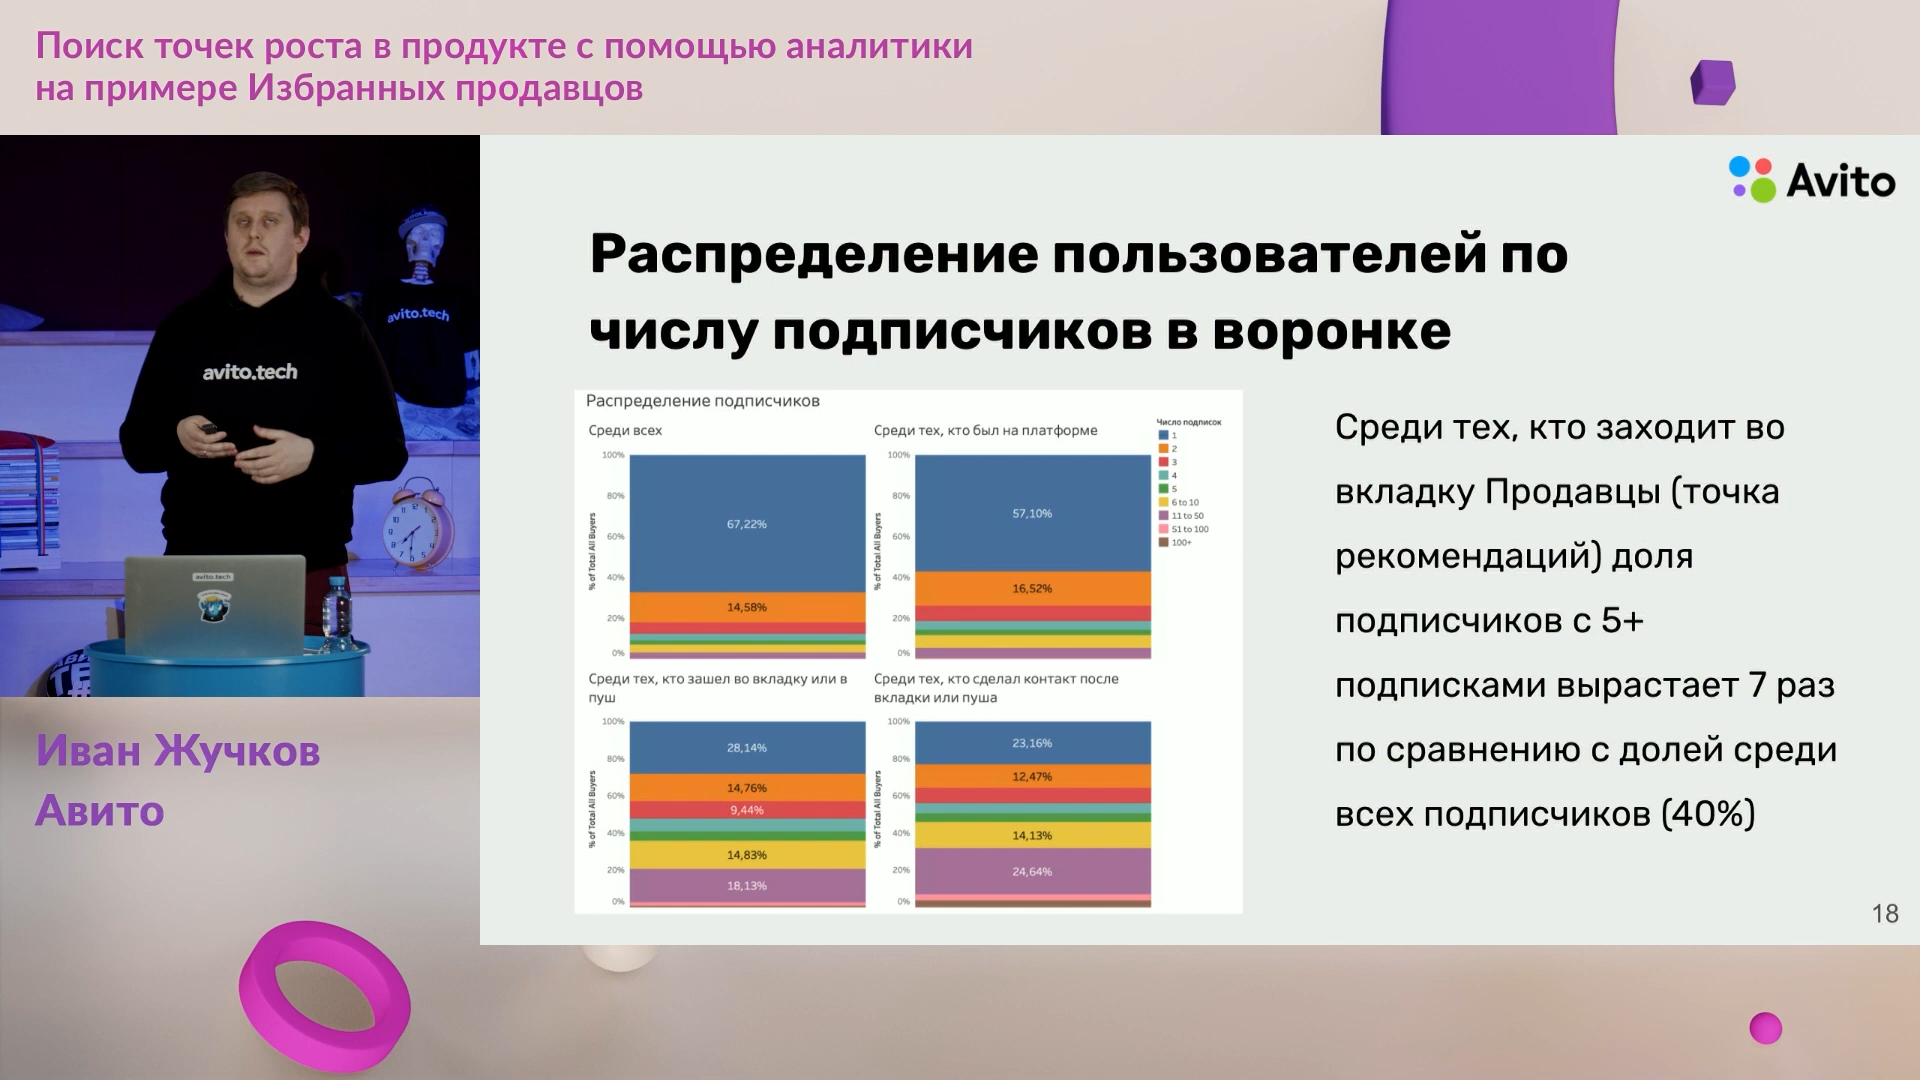 Поиск точек роста в продукте с помощью аналитики
на примере Избранных продавцов
avito.tech
avito.tech
avito.tech
Иван Жучков
Авито
Avito
Распределение пользователей по
числу подписчиков в воронке
Распределение подписчиков
Среди всех
% of Total All Buyers
100%
80%
60%
40%
20%
0%
67,22%
14,58%
Среди тех, кто был на платформе
% of Total All Buyers
100%
80%
60%
40%
20%
0%
57,10%
16,52%
Число подписок
1
2
3
4
5
6 to 10
11 to 50
51 to 100
100+
Среди тех, кто зашел во вкладку или в
пуш
% of Total All Buyers
100%
80%
60%
40%
20%
0%
28,14%
14,76%
9,44%
14,83%
18,13%
Среди тех, кто сделал контакт после
вкладки или пуша
% of Total All Buyers
100%
80%
60%
40%
20%
0%
23,16%
12,47%
14,13%
24,64%
Среди тех, кто заходит во
вкладку Продавцы (точка
рекомендаций) доля
подписчиков с 5+
подписками вырастает 7 раз
по сравнению с долей среди
всех подписчиков (40%)
18